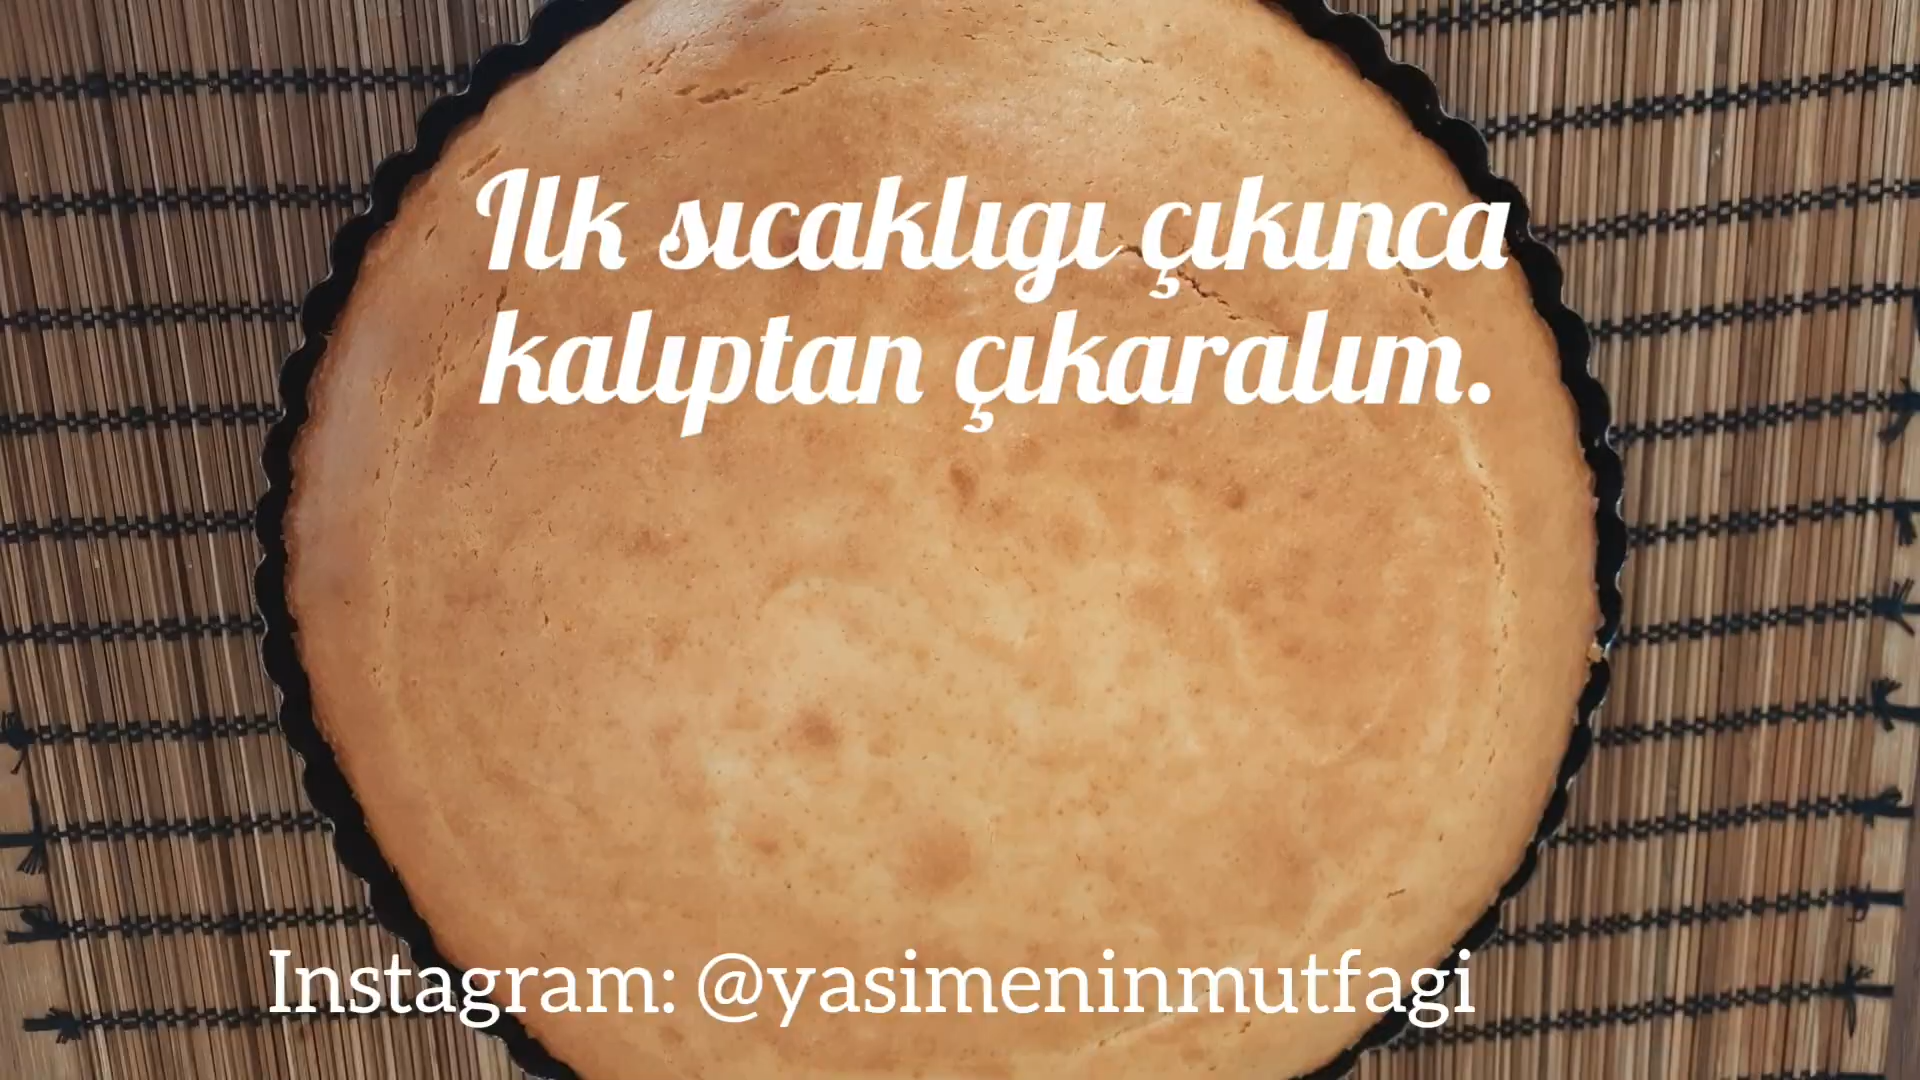 Ilk sıcaklıgı çıkınca
kalıptan çıkaralım.
Instagram: @yasimeninmutfagi